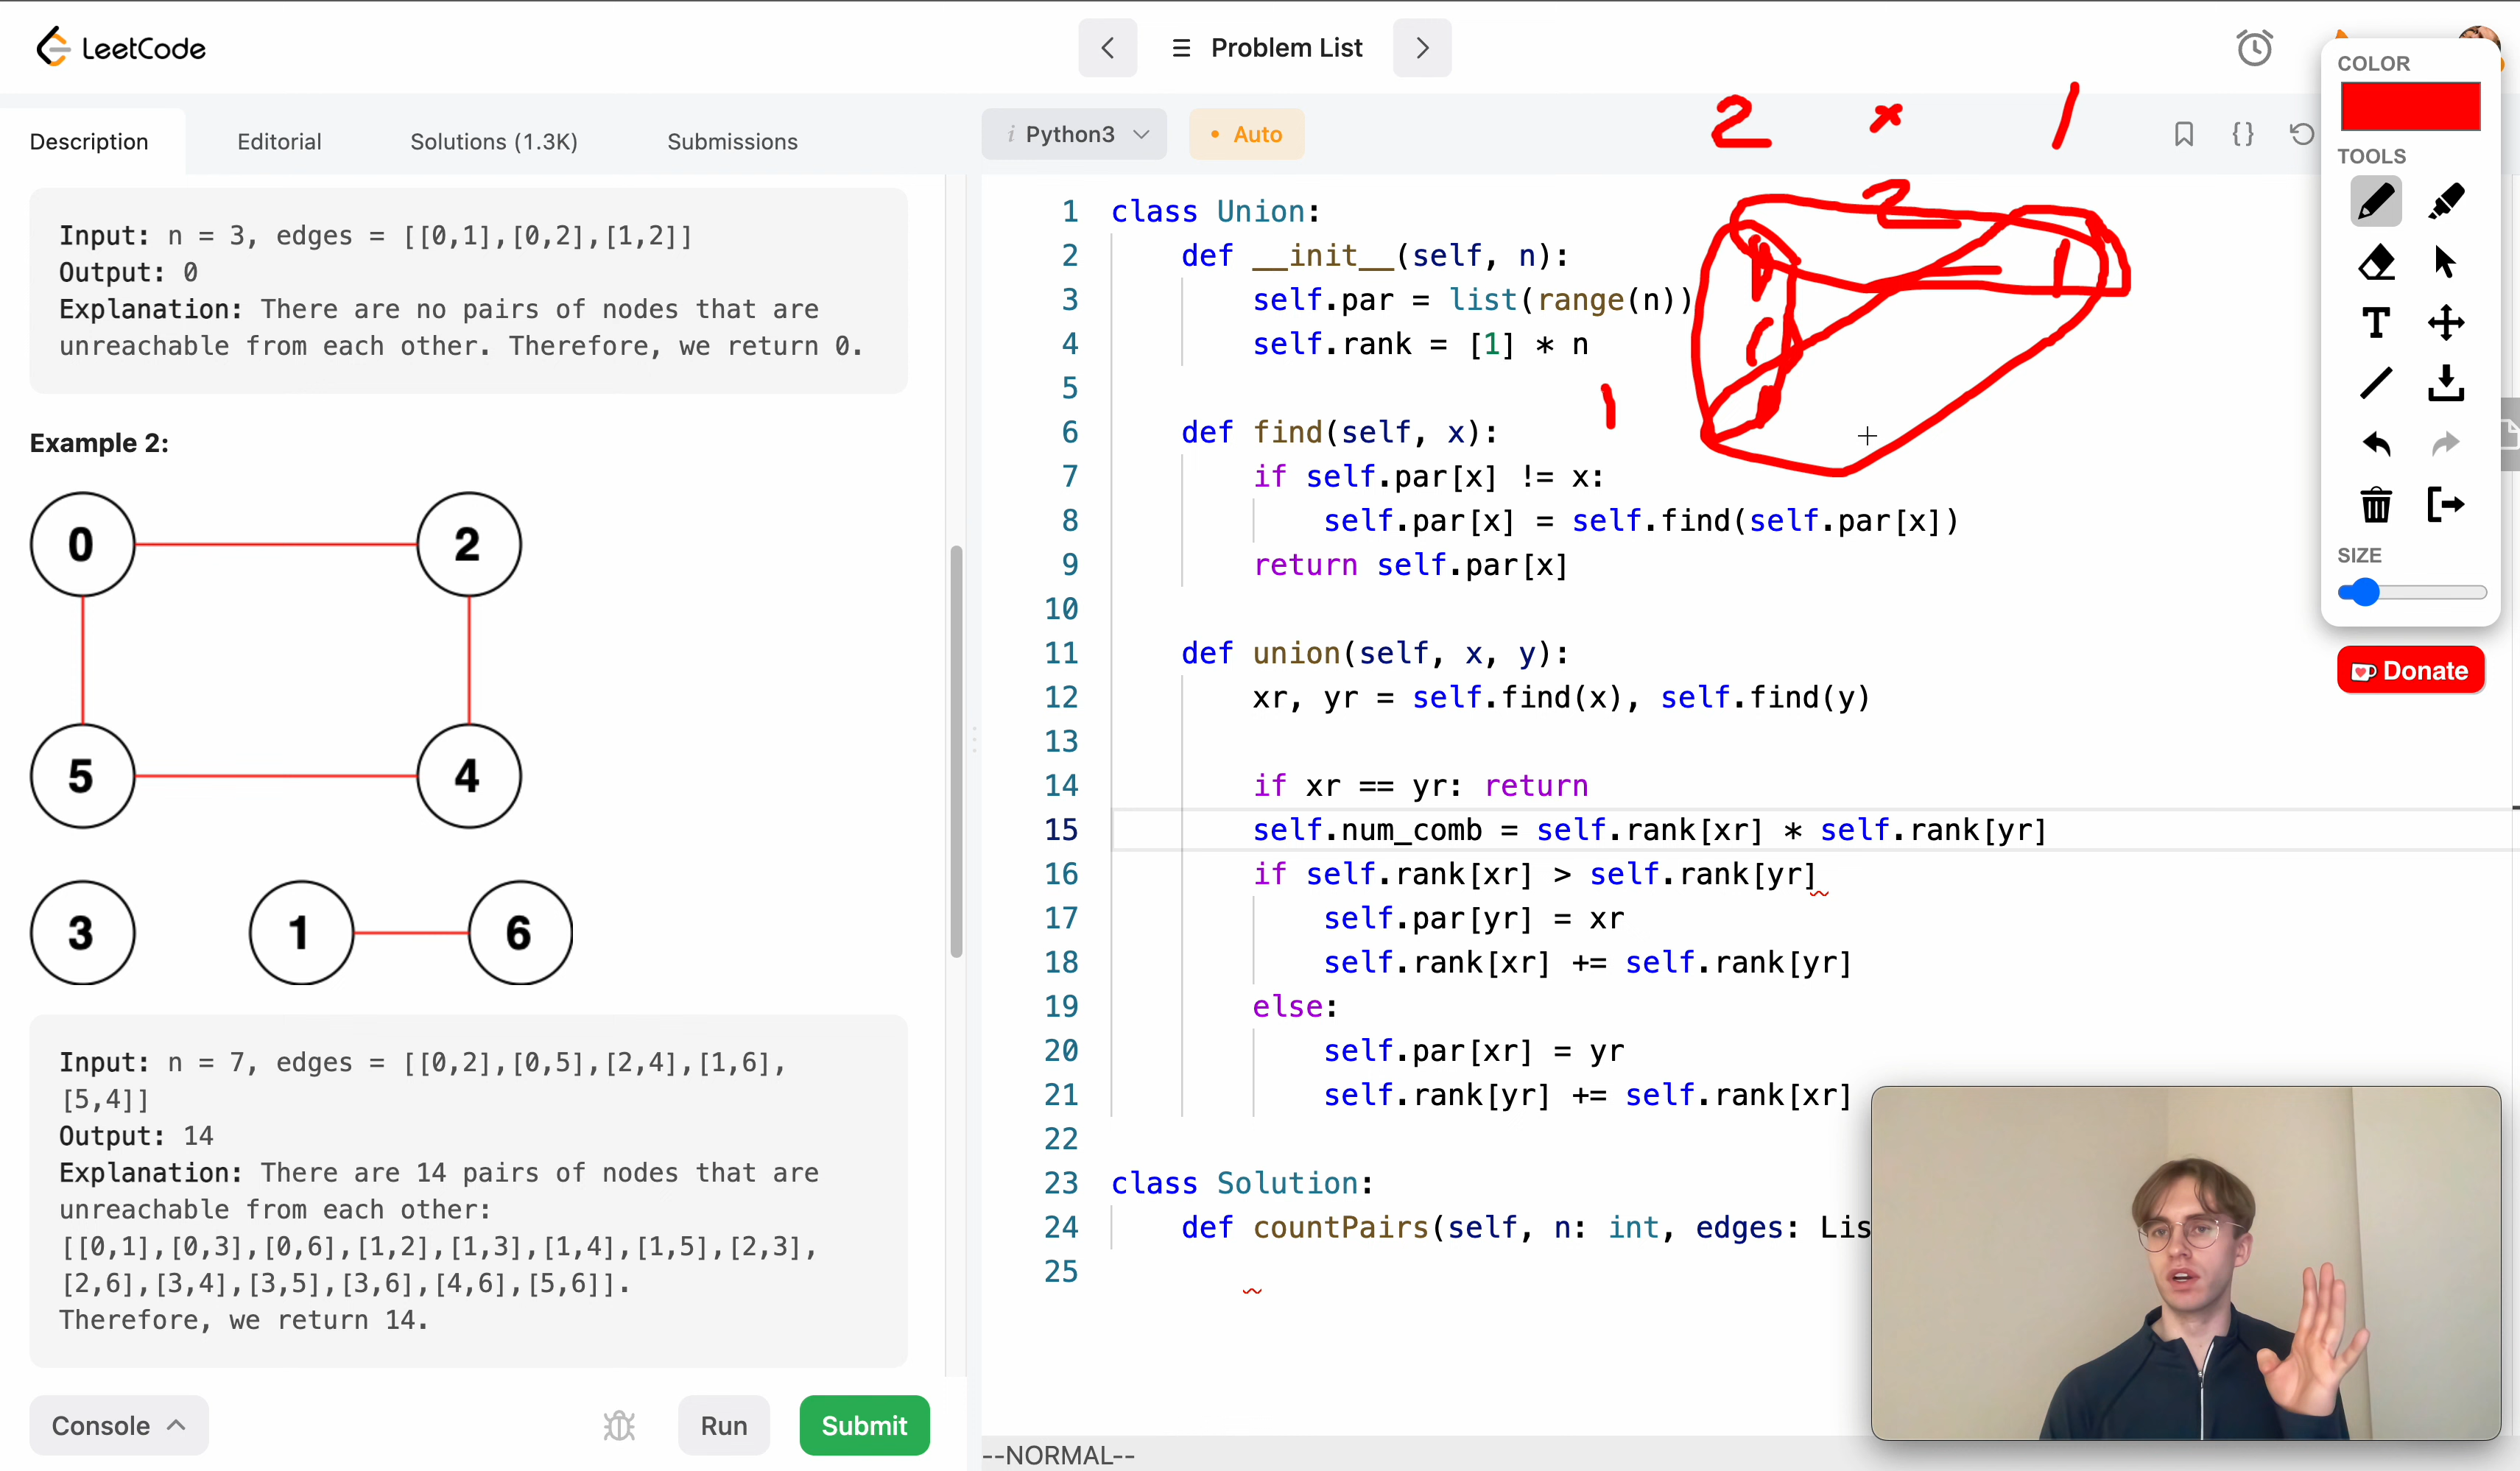 LeetCode
Problem List
Description
Editorial
Solutions (1.3K)
Submissions
Input: n = 3, edges = [[0,1],[0,2],[1,2]]
Output: 0
Explanation: There are no pairs of nodes that are
unreachable from each other. Therefore, we return 0.
Example 2:
0
2
5
4
3
1
6
Input: n = 7, edges = [[0,2],[0,5],[2,4],[1,6],
[5,4]]
Output: 14
Explanation: There are 14 pairs of nodes that are
unreachable from each other:
[[0,1],[0,3],[0,6],[1,2],[1,3],[1,4],[1,5],[2,3],
[2,6],[3,4],[3,5],[3,6],[4,6],[5,6]].
Therefore, we return 14.
Console
Run
Submit
i Python3
• Auto
2 * 1
2
1
1
{}
1 class Union:
2 def __init__(self, n):
3 self.par = list(range(n))
4 self.rank = [1] * n
5
6 def find(self, x):
7 if self.par[x] != x:
8 self.par[x] = self.find(self.par[x])
9 return self.par[x]
10
11 def union(self, x, y):
12 xr, yr = self.find(x), self.find(y)
13
14 if xr == yr: return
15 self.num_comb = self.rank[xr] * self.rank[yr]
16 if self.rank[xr] > self.rank[yr]
17 self.par[yr] = xr
18 self.rank[xr] += self.rank[yr]
19 else:
20 self.par[xr] = yr
21 self.rank[yr] += self.rank[xr]
22
23 class Solution:
24 def countPairs(self, n: int, edges: Lis
25
--NORMAL--
COLOR
TOOLS
T
SIZE
Donate